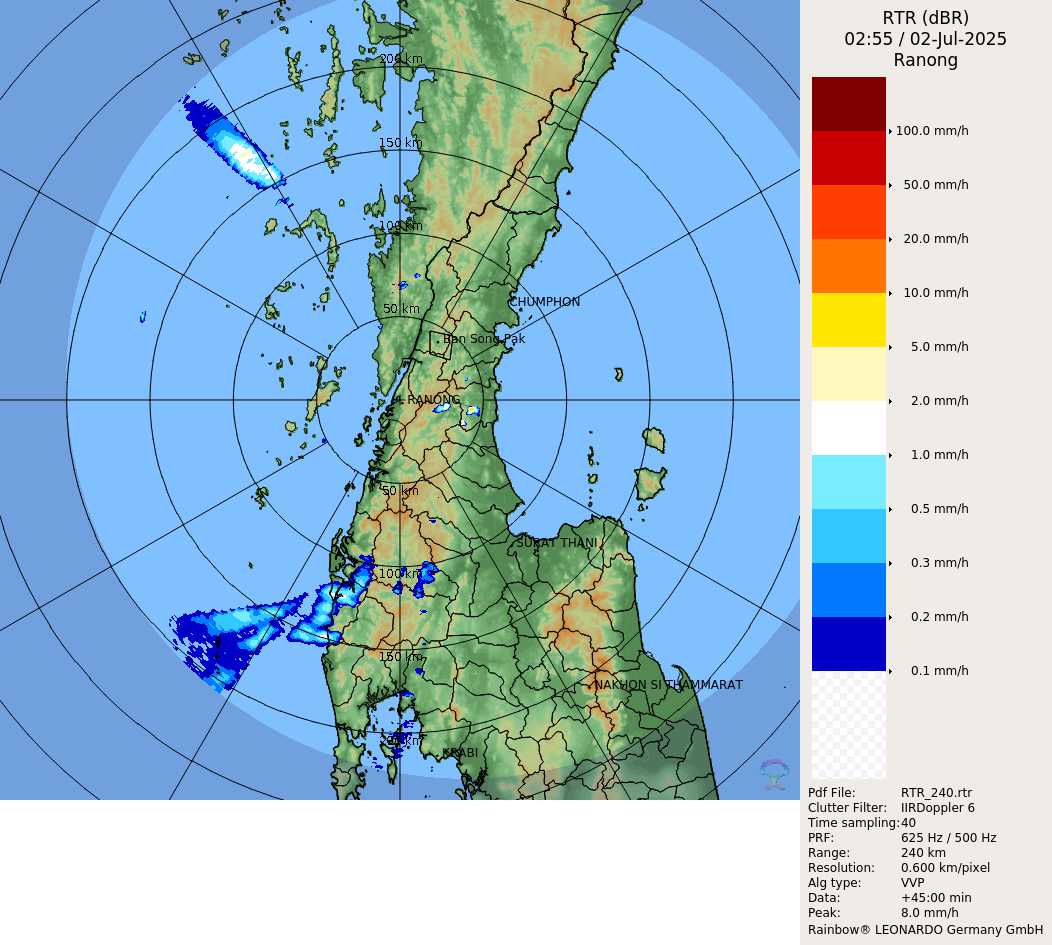 RTR (dBR)
02:55 / 02-Jul-2025
Ranong
200 km
150 km
100 km
50 km
CHUMPHON
Ban Song Pak
RANONG
50 km
SURAT THANI
100 km
150 km
NAKHON SI THAMMARAT
200 km
KRABI
100.0 mm/h
50.0 mm/h
20.0 mm/h
10.0 mm/h
5.0 mm/h
2.0 mm/h
1.0 mm/h
0.5 mm/h
0.3 mm/h
0.2 mm/h
0.1 mm/h
Pdf File: RTR_240.rtr
Clutter Filter: IIRDoppler 6
Time sampling: 40
PRF: 625 Hz / 500 Hz
Range: 240 km
Resolution: 0.600 km/pixel
Alg type: VVP
Data: +45:00 min
Peak: 8.0 mm/h
Rainbow® LEONARDO Germany GmbH